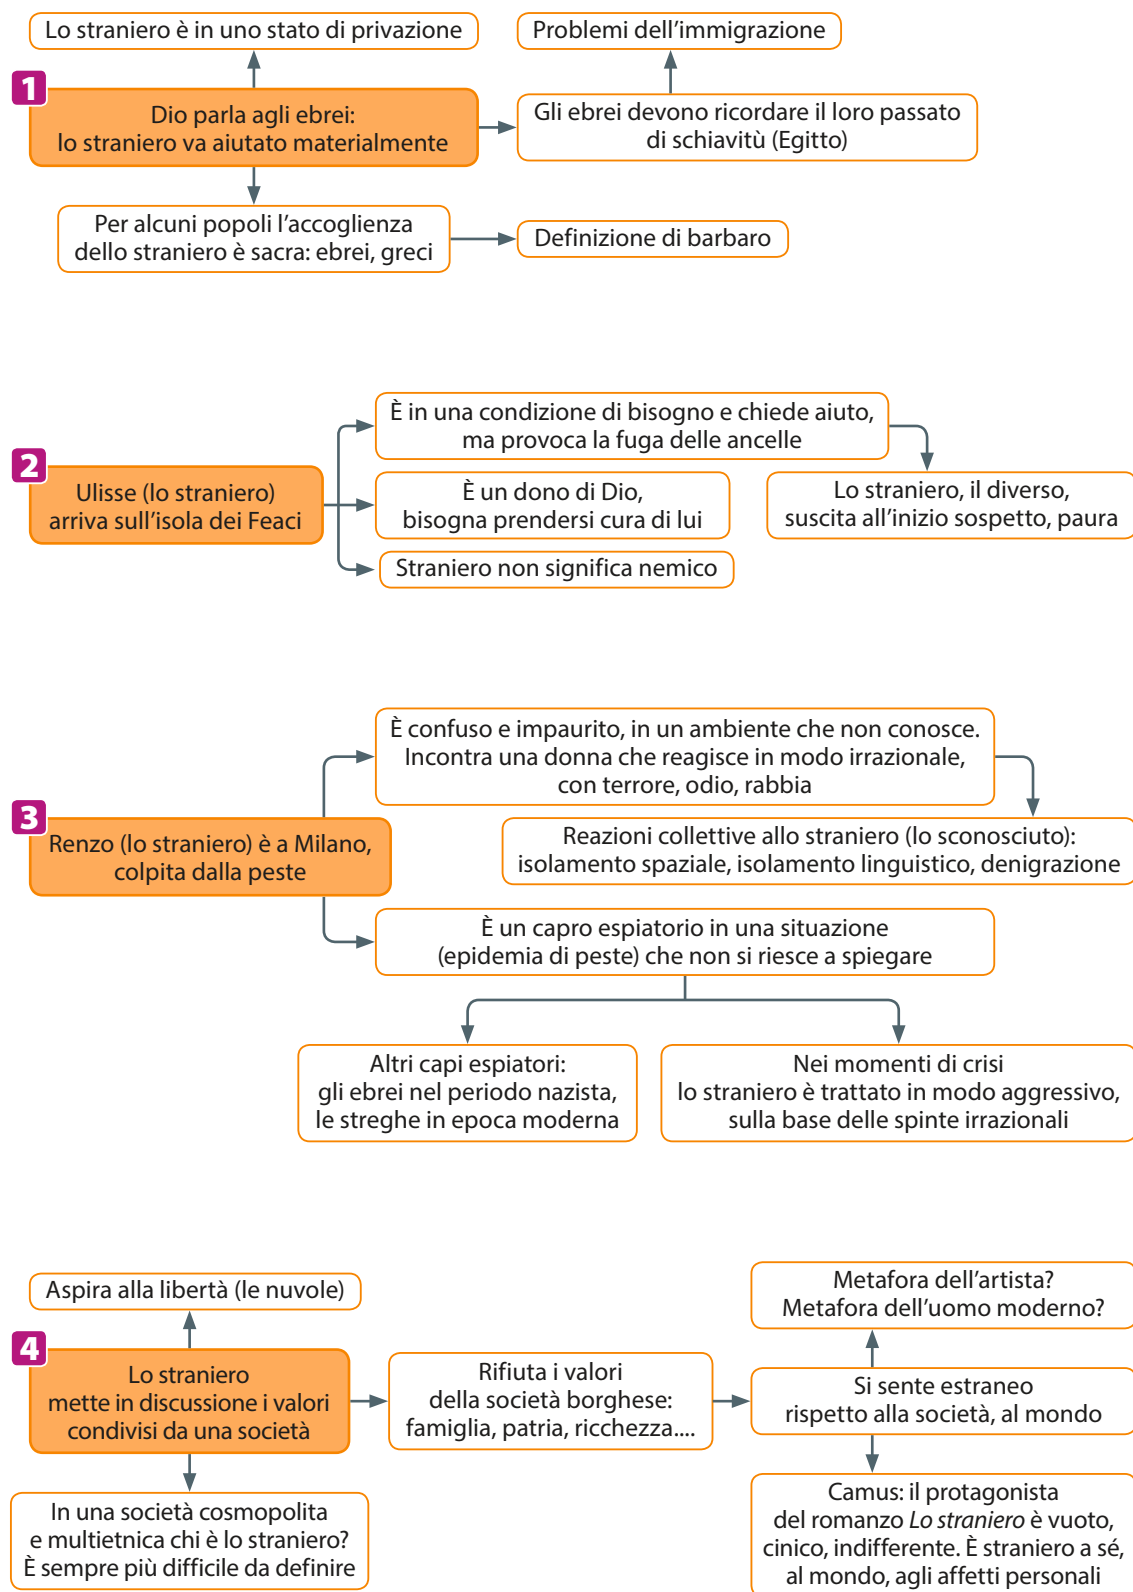 Lo straniero è in uno stato di privazione
Problemi dell'immigrazione
1
Dio parla agli ebrei:
lo straniero va aiutato materialmente
Gli ebrei devono ricordare il loro passato
di schiavitù (Egitto)
Per alcuni popoli l'accoglienza
dello straniero è sacra: ebrei, greci
Definizione di barbaro
2
Ulisse (lo straniero)
arriva sull'isola dei Feaci
È in una condizione di bisogno e chiede aiuto,
ma provoca la fuga delle ancelle
Lo straniero, il diverso,
suscita all'inizio sospetto, paura
È un dono di Dio,
bisogna prendersi cura di lui
Straniero non significa nemico
3
Renzo (lo straniero) è a Milano,
colpita dalla peste
È confuso e impaurito, in un ambiente che non conosce.
Incontra una donna che reagisce in modo irrazionale,
con terrore, odio, rabbia
Reazioni collettive allo straniero (lo sconosciuto):
isolamento spaziale, isolamento linguistico, denigrazione
È un capro espiatorio in una situazione
(epidemia di peste) che non si riesce a spiegare
Altri capi espiatori:
gli ebrei nel periodo nazista,
le streghe in epoca moderna
Nei momenti di crisi
lo straniero è trattato in modo aggressivo,
sulla base delle spinte irrazionali
Aspira alla libertà (le nuvole)
4
Lo straniero
mette in discussione i valori
condivisi da una società
Rifiuta i valori
della società borghese:
famiglia, patria, ricchezza....
Metafora dell'artista?
Metafora dell'uomo moderno?
Si sente estraneo
rispetto alla società, al mondo
In una società cosmopolita
e multietnica chi è lo straniero?
È sempre più difficile da definire
Camus: il protagonista
del romanzo Lo straniero è vuoto,
cinico, indifferente. È straniero a sé,
al mondo, agli affetti personali